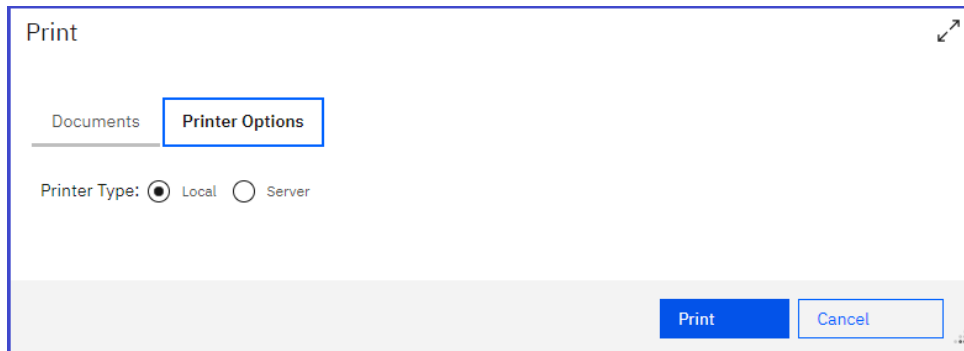 Print
Documents Printer Options
Printer Type: Local Server
Print Cancel